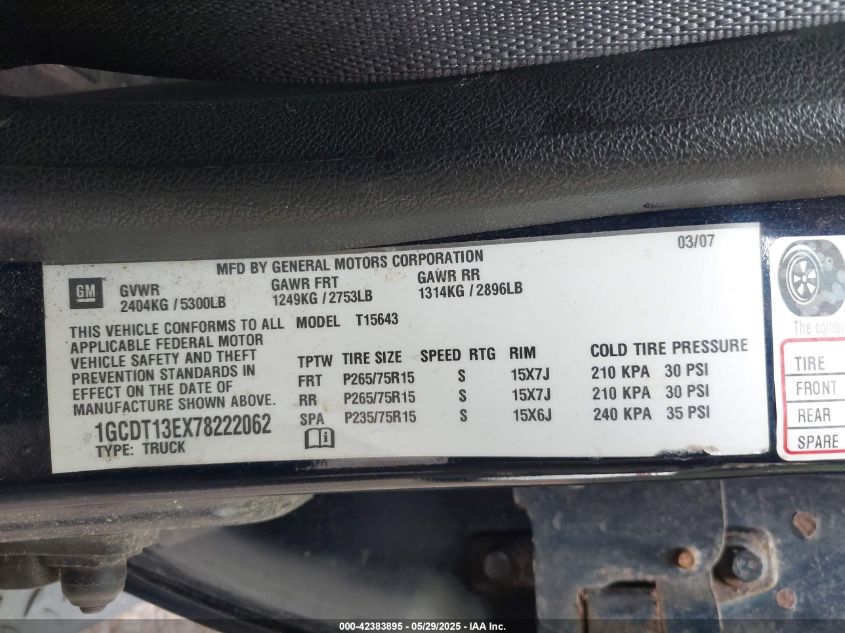 MFD BY GENERAL MOTORS CORPORATION 03/07
GM
GVWR GAWR FRT GAWR RR
2404KG / 5300LB 1249KG / 2753LB 1314KG / 2896LB
THIS VEHICLE CONFORMS TO ALL MODEL T15643
APPLICABLE FEDERAL MOTOR
VEHICLE SAFETY AND THEFT
PREVENTION STANDARDS IN
EFFECT ON THE DATE OF
MANUFACTURE SHOWN ABOVE.
1GCDT13EX78222062
TYPE: TRUCK
TPTW TIRE SIZE SPEED RTG RIM COLD TIRE PRESSURE
FRT P265/75R15 S 15X7J 210 KPA 30 PSI
RR P265/75R15 S 15X7J 210 KPA 30 PSI
SPA P235/75R15 S 15X6J 240 KPA 35 PSI
The
TIRE
FRONT
REAR
SPARE
000-42383895 - 05/29/2025 - IAA Inc.